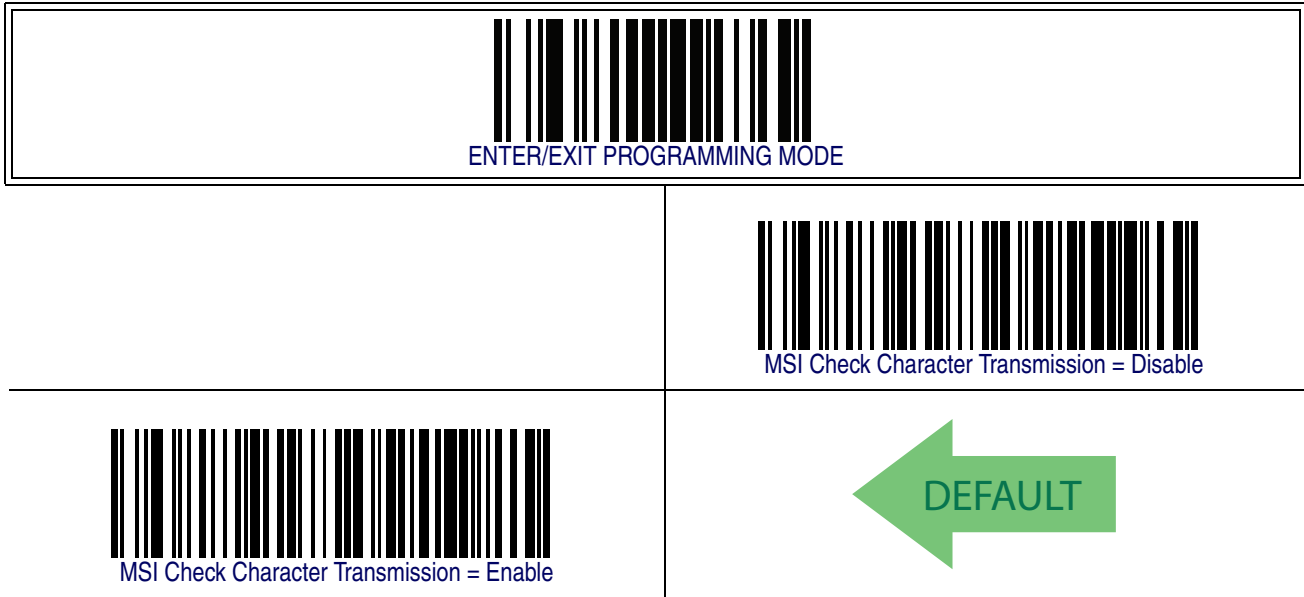 ENTER/EXIT PROGRAMMING MODE
MSI Check Character Transmission = Disable
MSI Check Character Transmission = Enable
DEFAULT